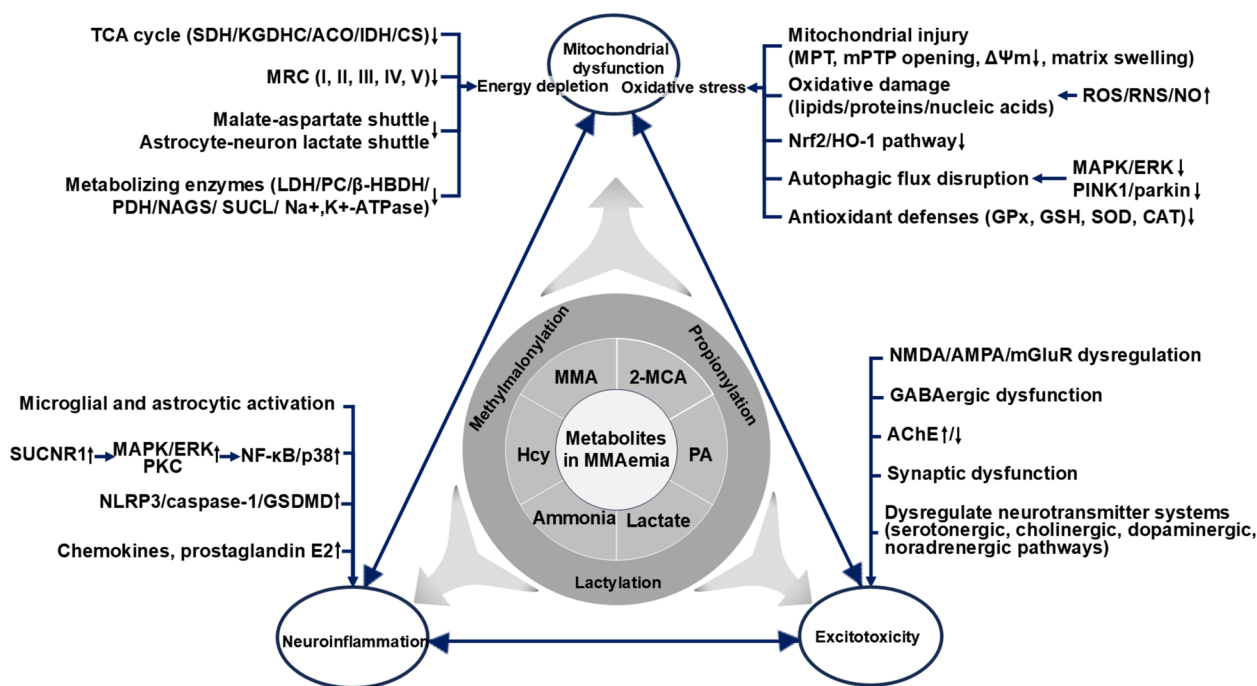 TCA cycle (SDH/KGDHC/ACO/IDH/CS)↓
MRC (I, II, III, IV, V)↓
Malate-aspartate shuttle
Astrocyte-neuron lactate shuttle ↓
Metabolizing enzymes (LDH/PC/β-HBDH/
PDH/NAGS/ SUCL/ Na+,K+-ATPase) ↓
Mitochondrial
dysfunction
Energy depletion
Oxidative stress
Mitochondrial injury
(MPT, mPTP opening, ΔΨm↓, matrix swelling)
Oxidative damage
(lipids/proteins/nucleic acids)
ROS/RNS/NO↑
Nrf2/HO-1 pathway↓
Autophagic flux disruption
MAPK/ERK↓
PINK1/parkin↓
Antioxidant defenses (GPx, GSH, SOD, CAT)↓
Methylmalonylation
Propionylation
Lactylation
MMA
2-MCA
Hcy
PA
Ammonia
Lactate
Metabolites
in MMAemia
Microglial and astrocytic activation
SUCNR1↑
MAPK/ERK↑
PKC
NF-κB/p38↑
NLRP3/caspase-1/GSDMD↑
Chemokines, prostaglandin E2↑
Neuroinflammation
NMDA/AMPA/mGluR dysregulation
GABAergic dysfunction
AChE↑/↓
Synaptic dysfunction
Dysregulate neurotransmitter systems
(serotonergic, cholinergic, dopaminergic,
noradrenergic pathways)
Excitotoxicity